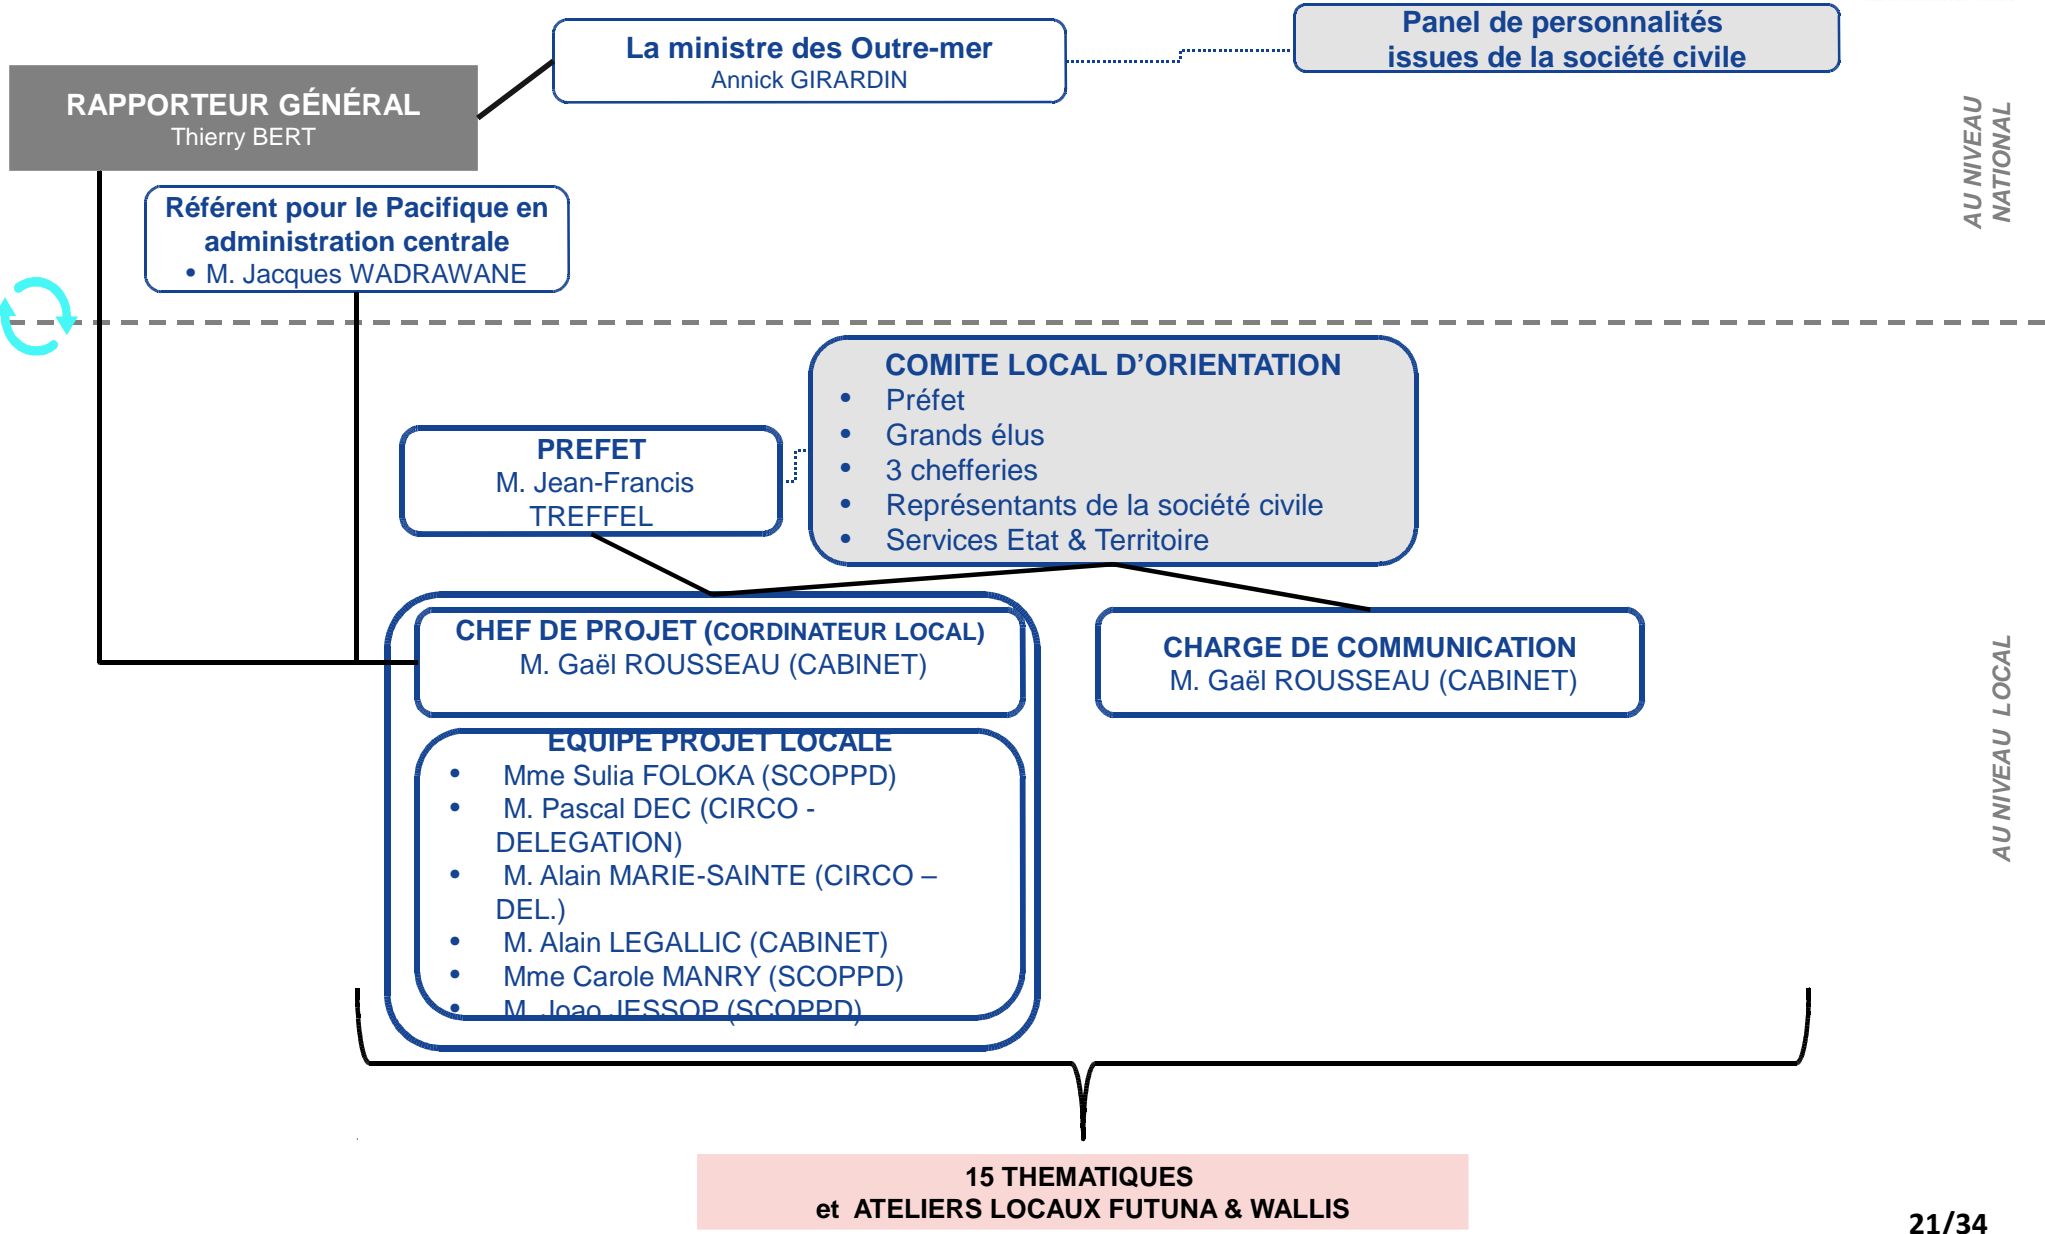 La ministre des Outre-mer
Annick GIRARDIN
Panel de personnalités
issues de la société civile
RAPPORTEUR GÉNÉRAL
Thierry BERT
AU NIVEAU
NATIONAL
Référent pour le Pacifique en
administration centrale
• M. Jacques WADRAWANE
COMITE LOCAL D’ORIENTATION
• Préfet
• Grands élus
• 3 chefferies
• Représentants de la société civile
• Services Etat & Territoire
PREFET
M. Jean-Francis
TREFFEL
CHEF DE PROJET (CORDINATEUR LOCAL)
M. Gaël ROUSSEAU (CABINET)
CHARGE DE COMMUNICATION
M. Gaël ROUSSEAU (CABINET)
AU NIVEAU LOCAL
EQUIPE PROJET LOCALE
• Mme Sulia FOLOKA (SCOPPD)
• M. Pascal DEC (CIRCO -
DELEGATION)
• M. Alain MARIE-SAINTE (CIRCO –
DEL.)
• M. Alain LEGALLIC (CABINET)
• Mme Carole MANRY (SCOPPD)
• M. Joao JESSOP (SCOPPD)
15 THEMATIQUES
et ATELIERS LOCAUX FUTUNA & WALLIS
21/34